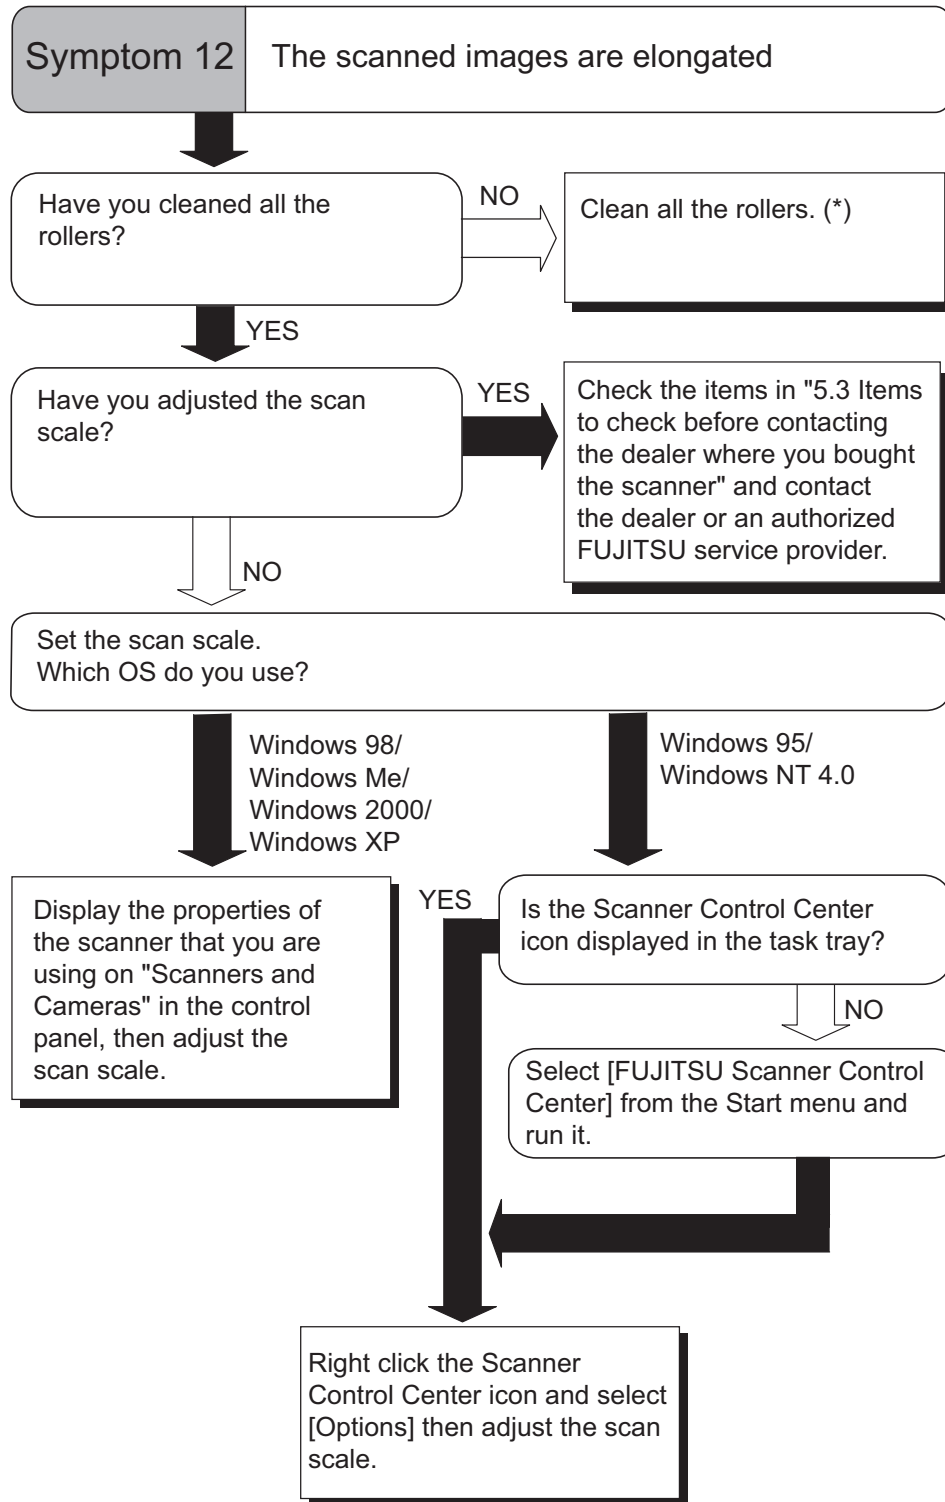 Symptom 12
The scanned images are elongated
Have you cleaned all the
rollers?
NO
Clean all the rollers. (*)
YES
Have you adjusted the scan
scale?
YES
Check the items in "5.3 Items
to check before contacting
the dealer where you bought
the scanner" and contact
the dealer or an authorized
FUJITSU service provider.
NO
Set the scan scale.
Which OS do you use?
Windows 98/
Windows Me/
Windows 2000/
Windows XP
Windows 95/
Windows NT 4.0
Display the properties of
the scanner that you are
using on "Scanners and
Cameras" in the control
panel, then adjust the
scan scale.
YES
Is the Scanner Control Center
icon displayed in the task tray?
NO
Select [FUJITSU Scanner Control
Center] from the Start menu and
run it.
Right click the Scanner
Control Center icon and select
[Options] then adjust the scan
scale.